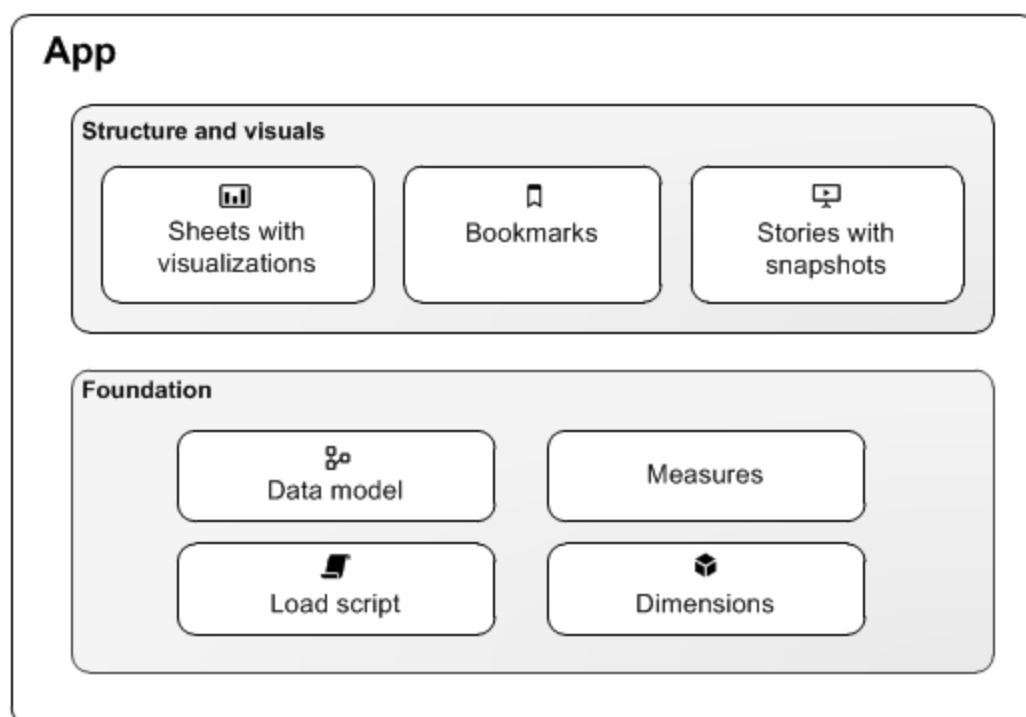 App
Structure and visuals
Sheets with
visualizations
Bookmarks
Stories with
snapshots
Foundation
Data model
Measures
Load script
Dimensions